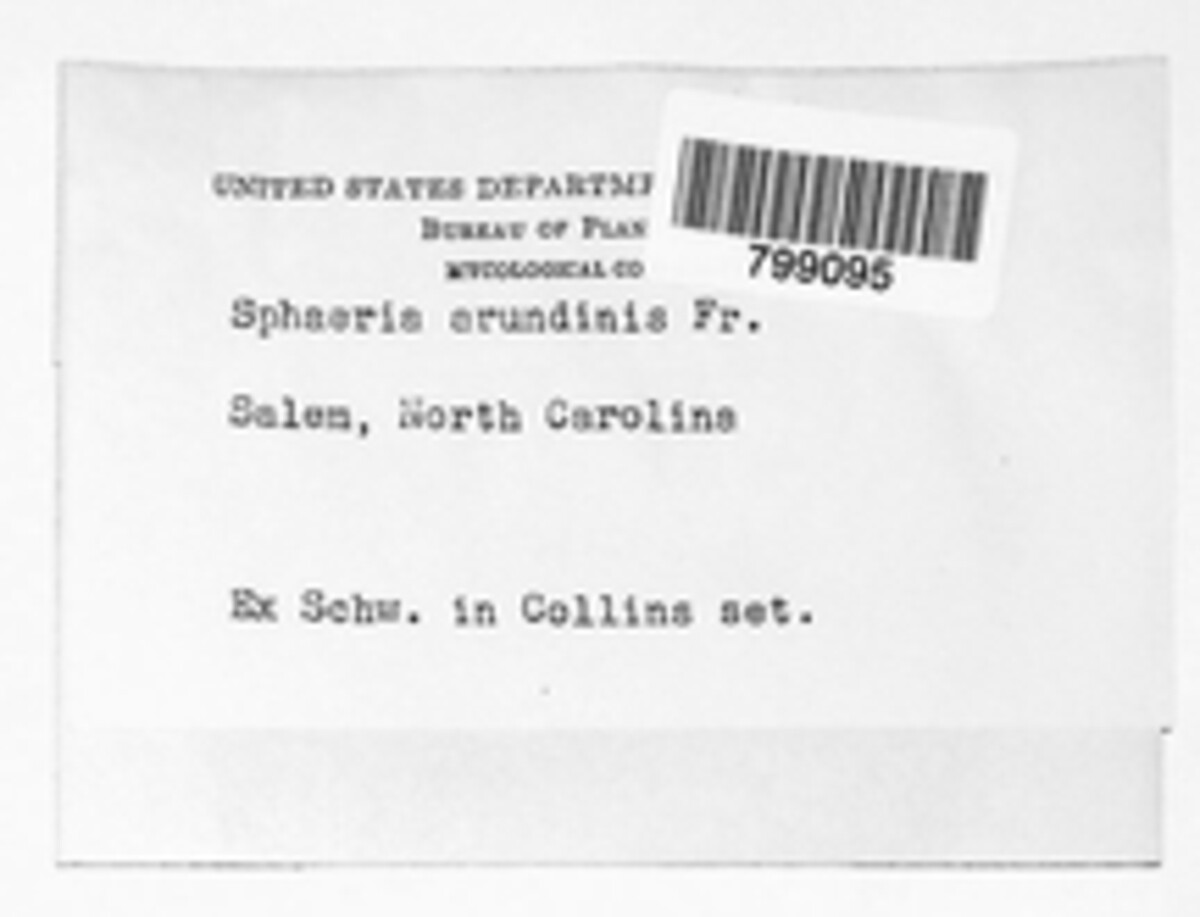 UNITED STATES DEPARTME
BUREAU OF PLAN
MYCOLOGICAL CO
799095
Sphaeria arundinis Fr.
Salem, North Carolina
Ex Schw. in Collins set.